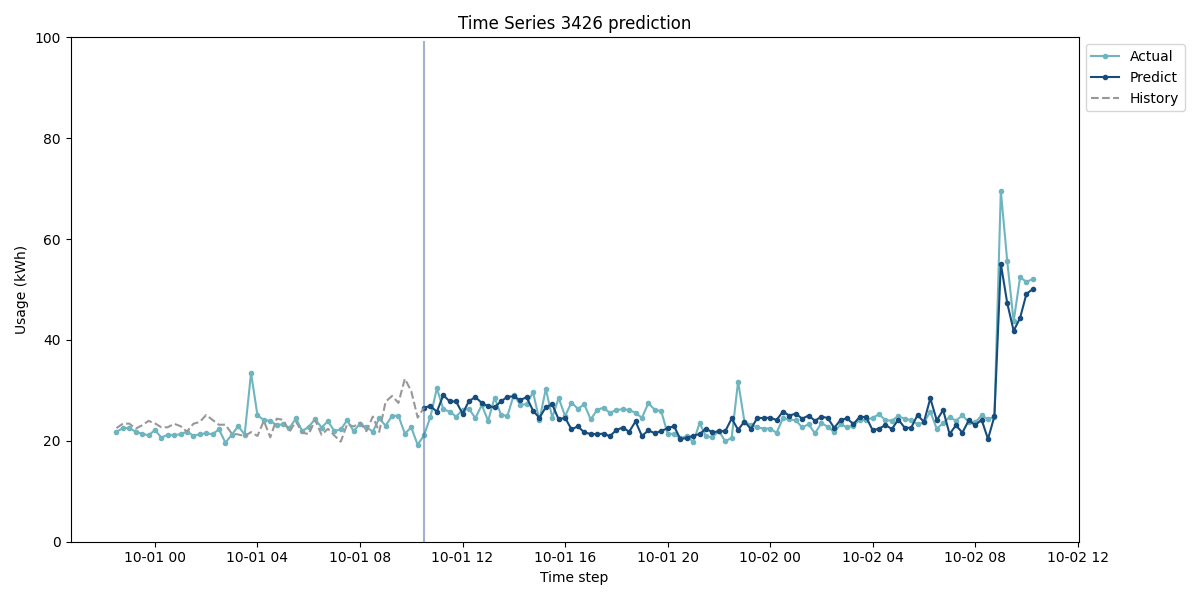 Time Series 3426 prediction
Actual
Predict
History
Usage (kWh)
100
80
60
40
20
0
10-01 00
10-01 04
10-01 08
10-01 12
10-01 16
10-01 20
10-02 00
10-02 04
10-02 08
10-02 12
Time step